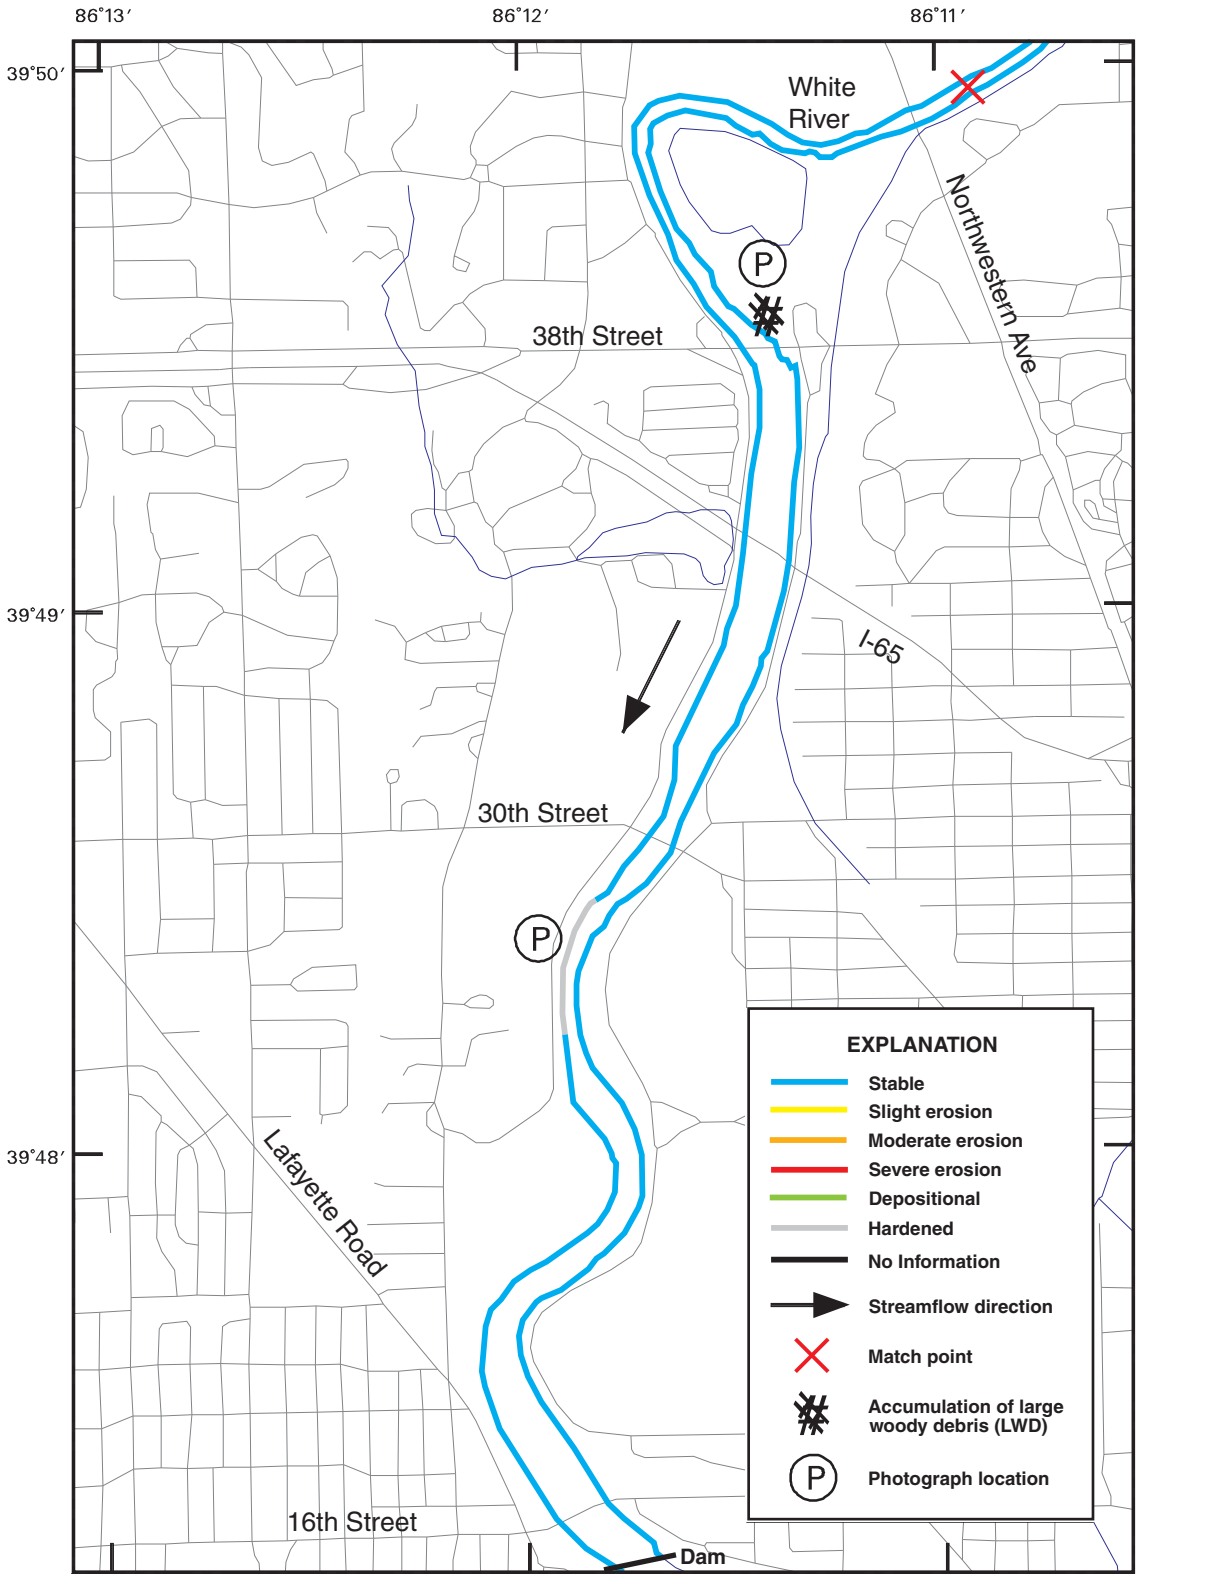 86°13′
86°12′
86°11′
39°50′
White
River
Northwestern Ave
P
38th Street
39°49′
I-65
30th Street
P
EXPLANATION
Stable
Slight erosion
Moderate erosion
Severe erosion
Depositional
Hardened
No Information
Streamflow direction
Match point
Accumulation of large
woody debris (LWD)
P
Photograph location
39°48′
Lafayette Road
16th Street
Dam